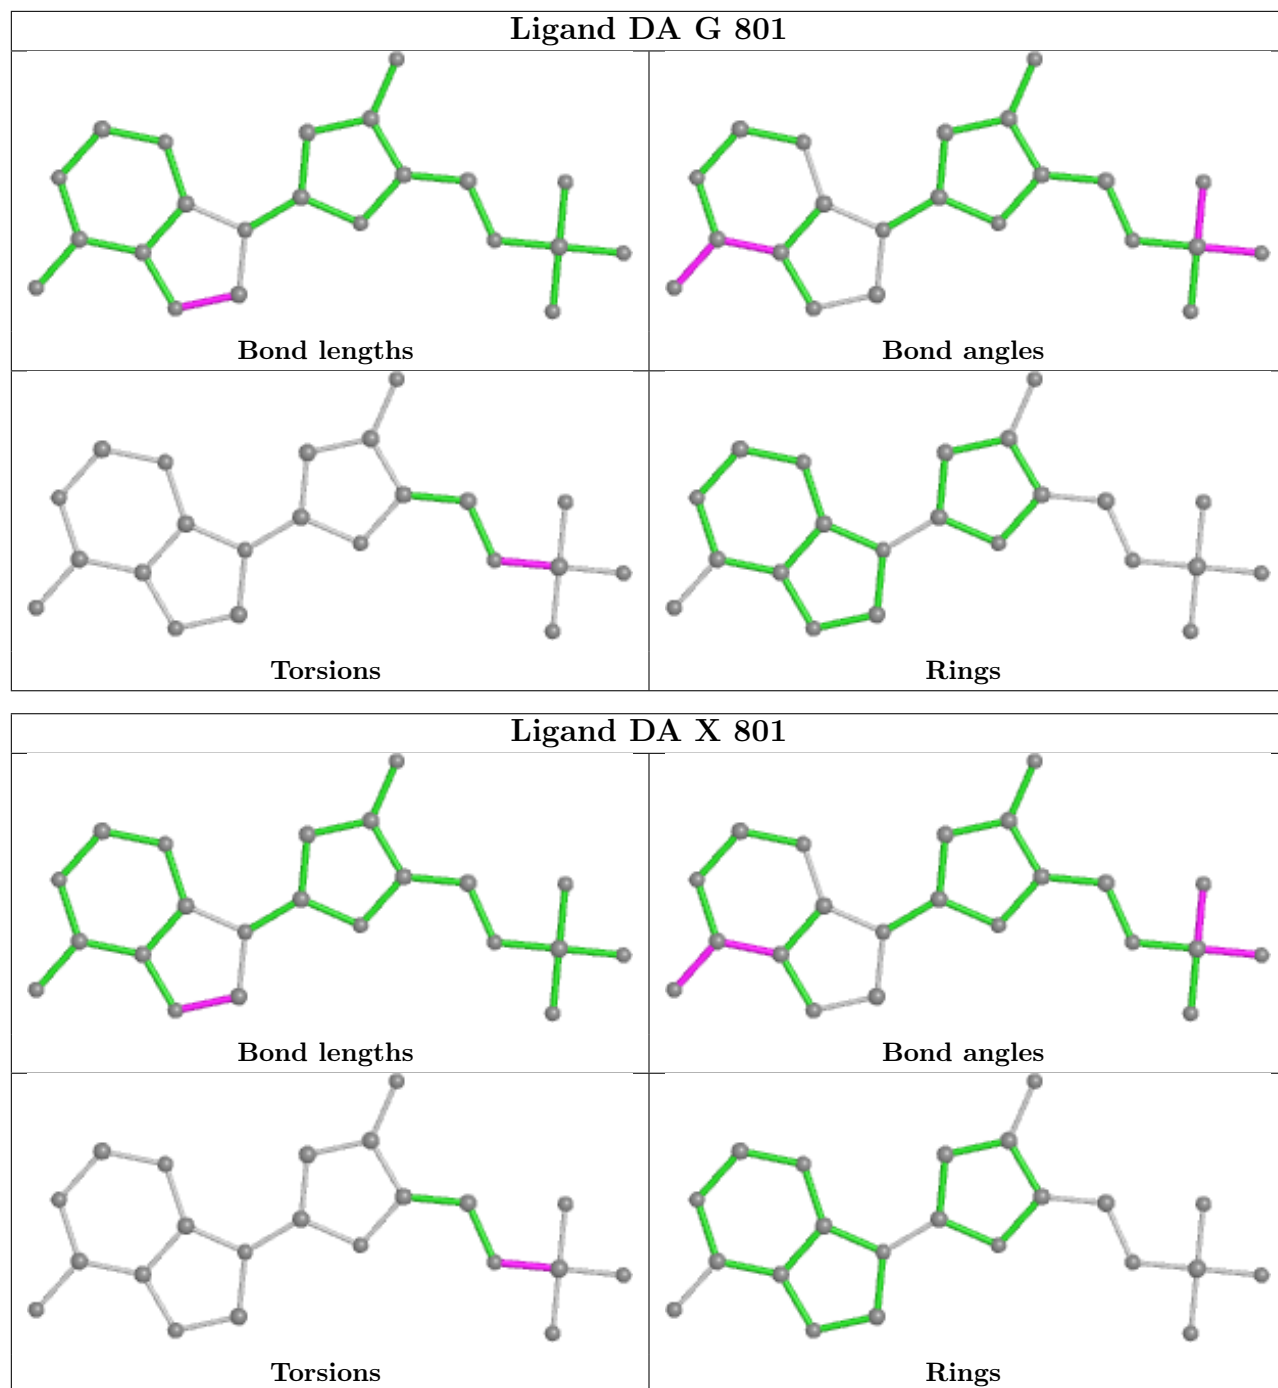 Ligand DA G 801
Bond lengths
Bond angles
Torsions
Rings
Ligand DA X 801
Bond lengths
Bond angles
Torsions
Rings